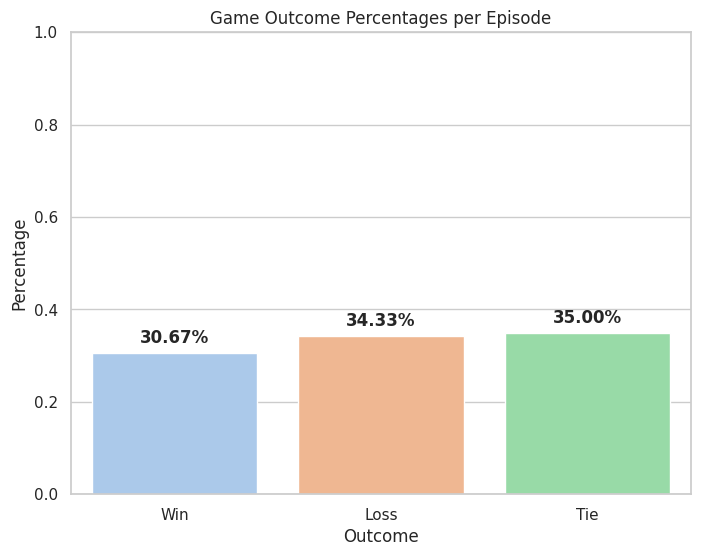 Game Outcome Percentages per Episode
1.0
0.8
0.6
0.4
0.2
0.0
Percentage
30.67%
34.33%
35.00%
Win
Loss
Tie
Outcome